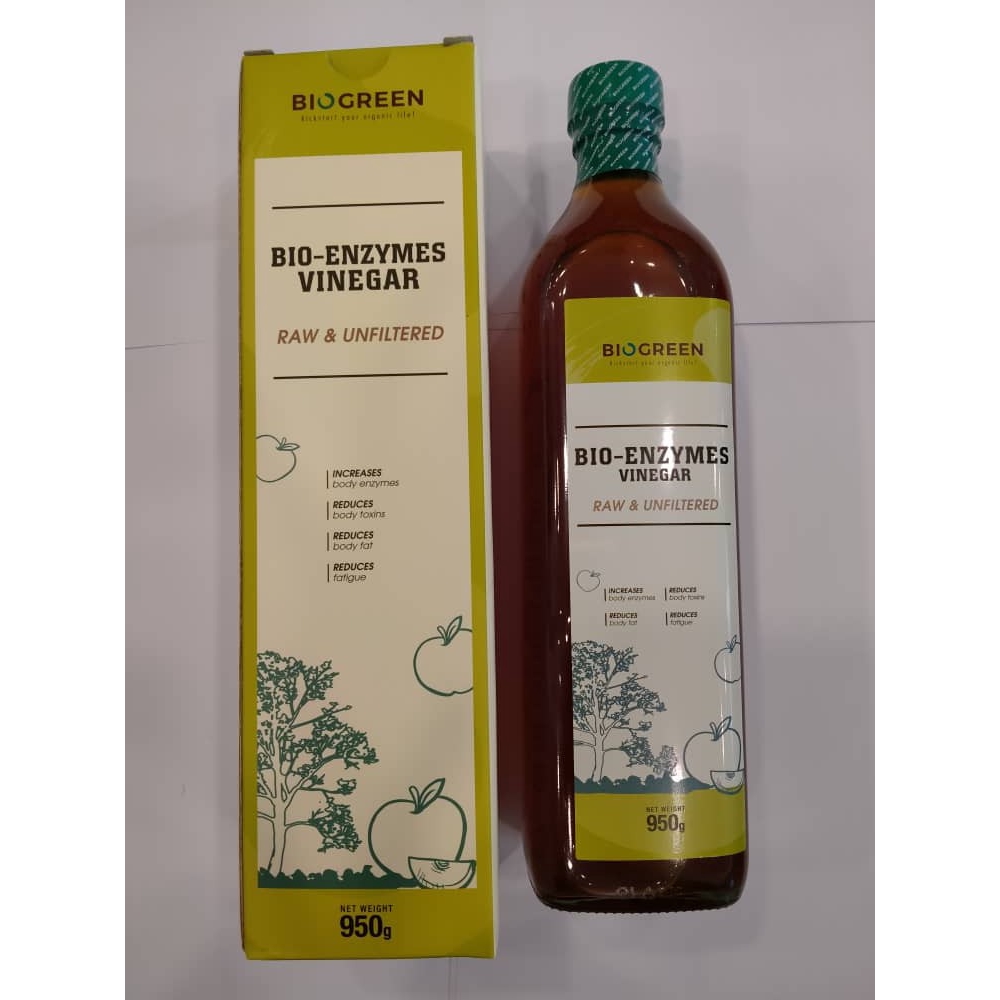 BIOGREEN
Kickstart your organic life!
BIO-ENZYMES
VINEGAR
RAW & UNFILTERED
INCREASES
body enzymes
REDUCES
body toxins
REDUCES
body fat
REDUCES
fatigue
NET WEIGHT
950g
BIOGREEN
Kickstart your organic life!
BIO-ENZYMES
VINEGAR
RAW & UNFILTERED
INCREASES
body enzymes
REDUCES
body toxins
REDUCES
body fat
REDUCES
fatigue
NET WEIGHT
950g